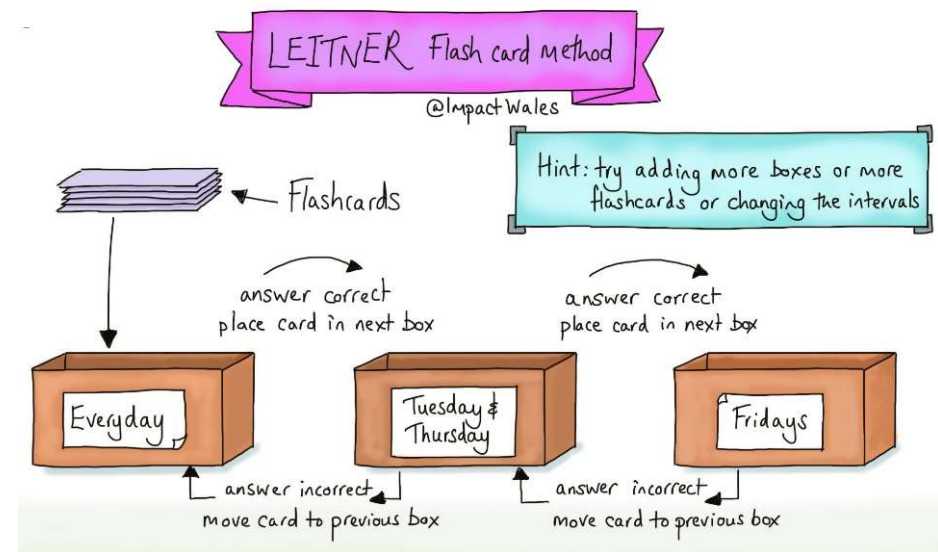 LEITNER Flash card method
@ImpactWales
Hint: try adding more boxes or more
flashcards or changing the intervals
Flashcards
answer correct
place card in next box
answer correct
place card in next box
Everyday
Tuesday &
Thursday
Fridays
answer incorrect
move card to previous box
answer incorrect
move card to previous box